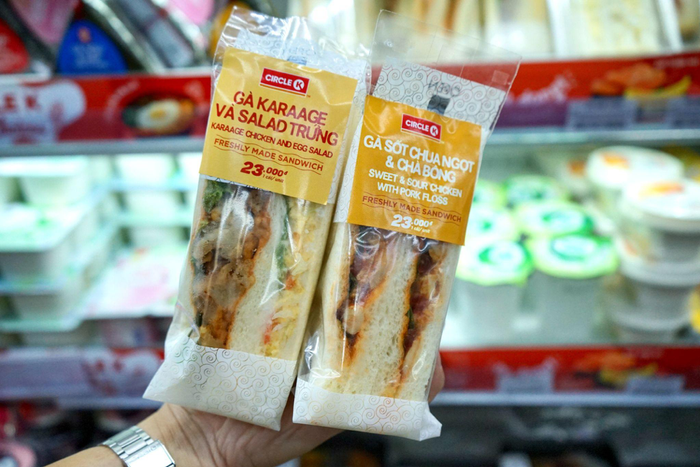 CIRCLE K
GÀ KARAAGE
VÀ SALAD TRỨNG
KARAAGE CHICKEN AND EGG SALAD
FRESHLY MADE SANDWICH
23.000đ
CIRCLE K
GÀ SỐT CHUA NGỌT
& CHÀ BÔNG
SWEET & SOUR CHICKEN
WITH PORK FLOSS
FRESHLY MADE SANDWICH
23.000đ